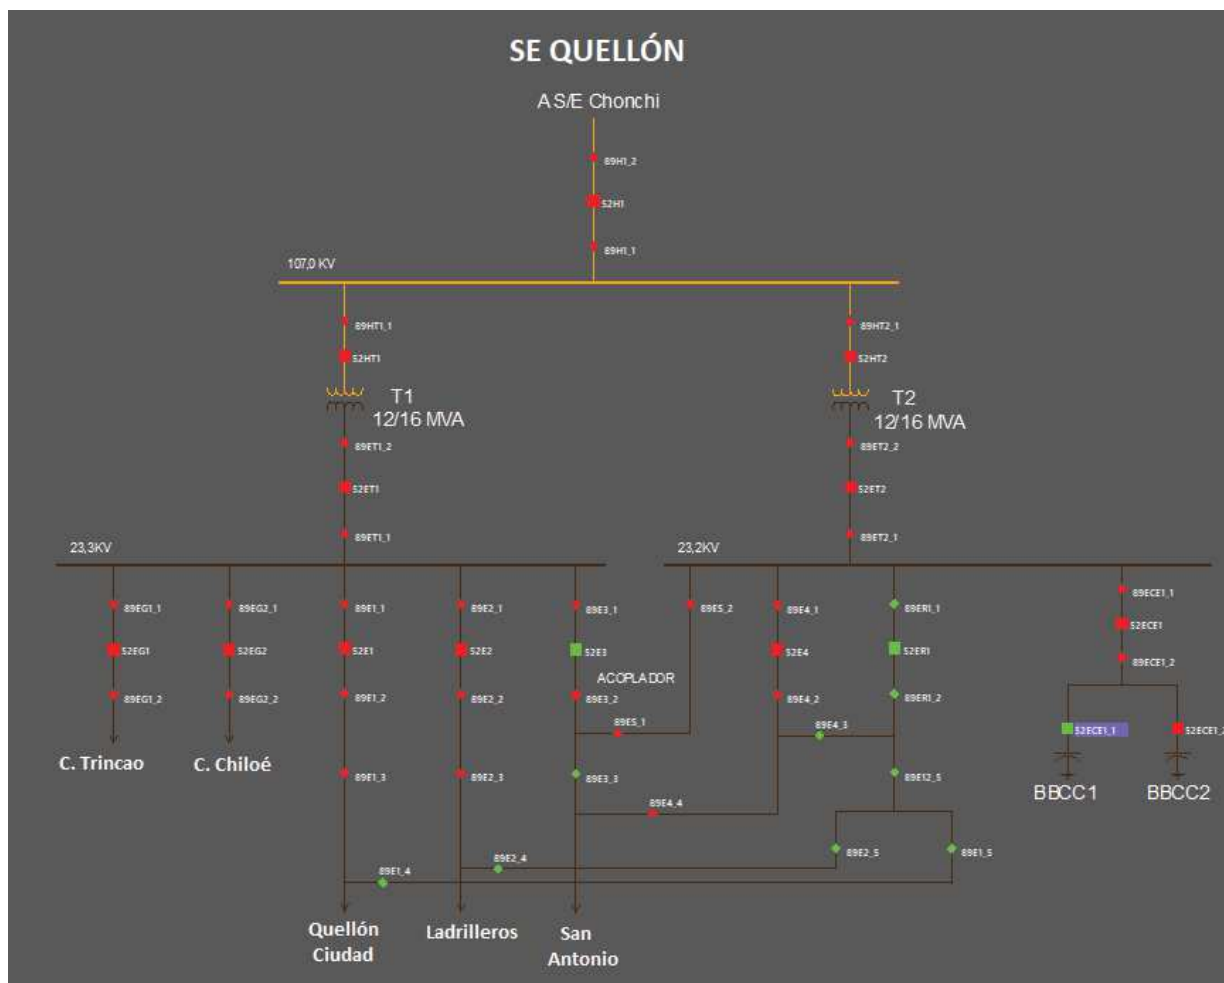 SE QUELLÓN
A S/E Chonchi
89H1_2
52H1
89H1_1
107,0 KV
89HT1_1
89HT2_1
52HT1
52HT2
T1
12/16 MVA
T2
12/16 MVA
89ET1_2
89ET2_2
52ET1
52ET2
89ET1_1
89ET2_1
23,3KV
23,2KV
89EG1_1
89EG2_1
89E1_1
89E2_1
89E3_1
89E5_2
89E4_1
89ER1_1
89ECE1_1
52EG1
52EG2
52E1
52E2
52E3
52E4
52ER1
52ECE1
ACOPLADOR
89ECE1_2
89EG1_2
89EG2_2
89E1_2
89E2_2
89E3_2
89E4_2
89ER1_2
89E5_1
89E4_3
52ECE1_1
52ECE1_2
C. Trincao
C. Chiloé
89E1_3
89E2_3
89E3_3
89E12_5
BBCC1
BBCC2
89E4_4
89E2_4
89E2_5
89E1_5
89E1_4
Quellón
Ciudad
Ladrilleros
San
Antonio